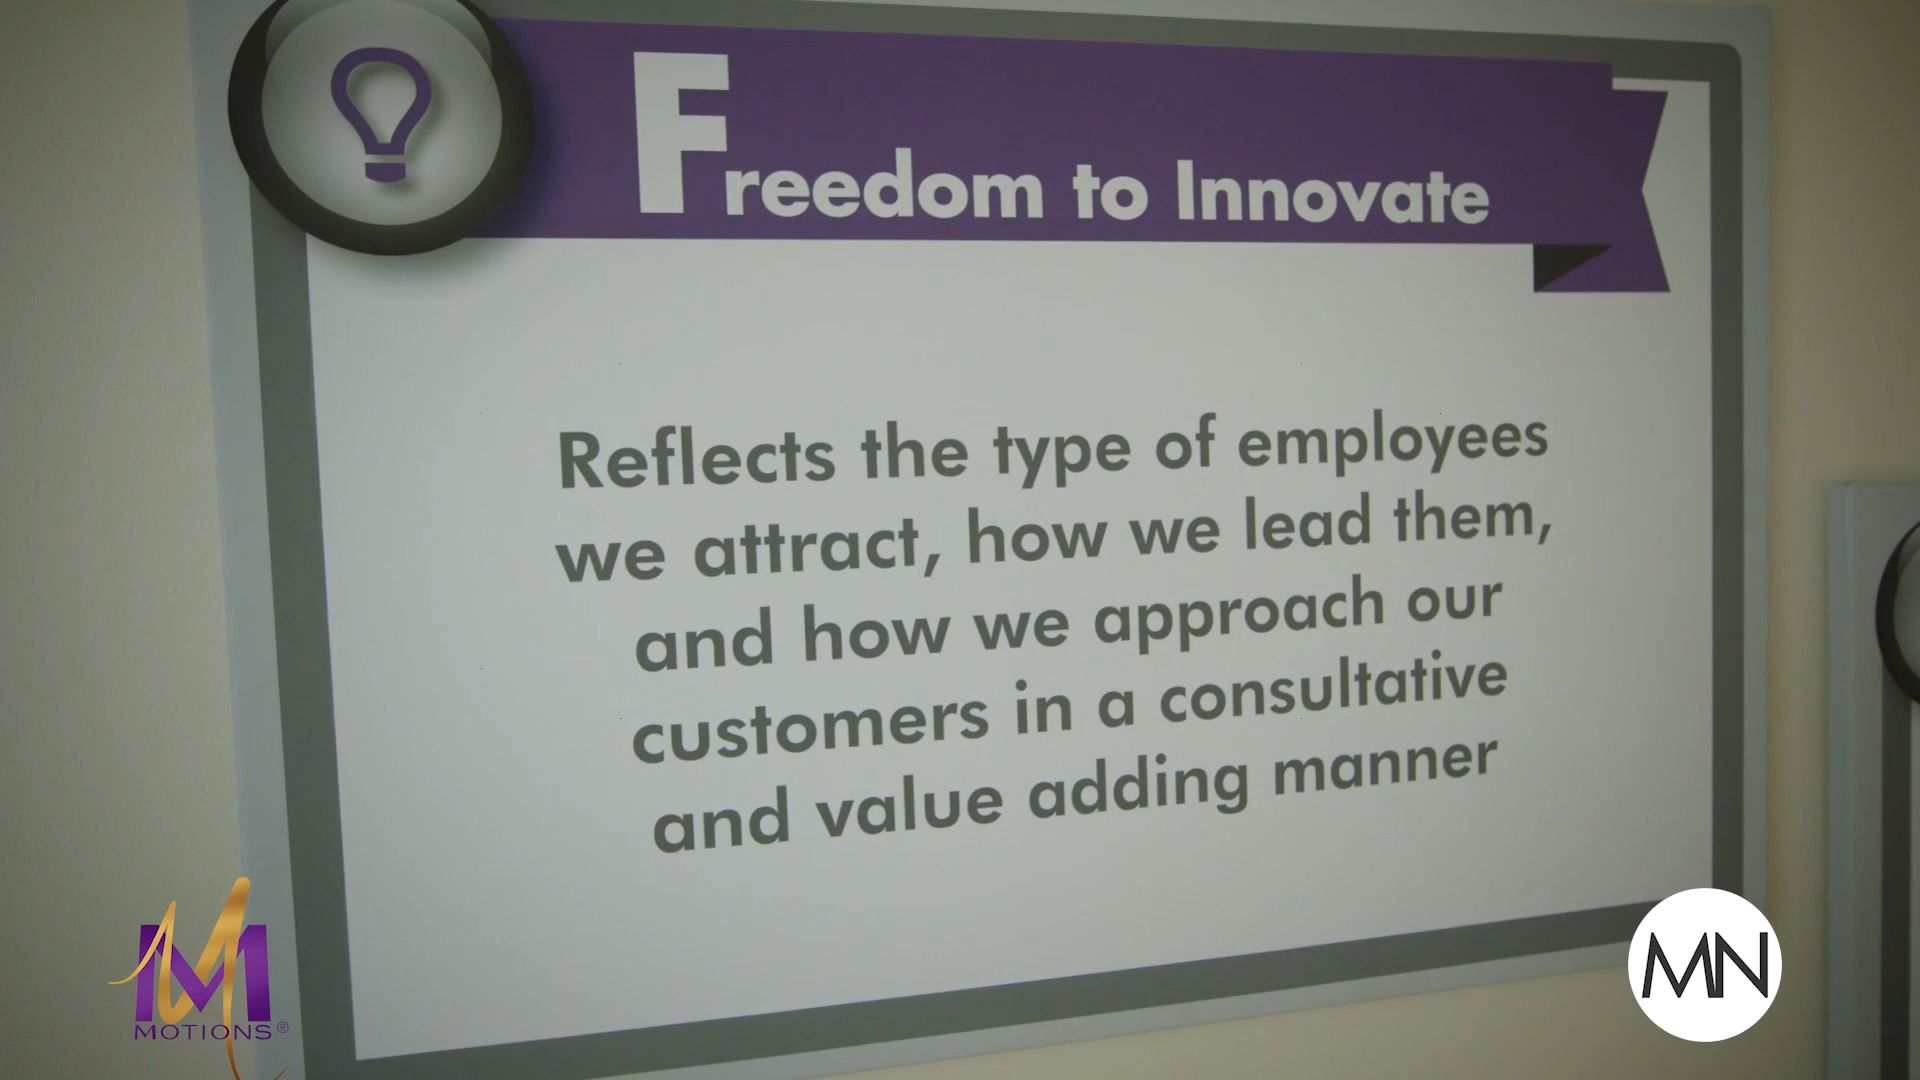 Freedom to Innovate
Reflects the type of employees
we attract, how we lead them,
and how we approach our
customers in a consultative
and value adding manner
M
MOTIONS®
MN